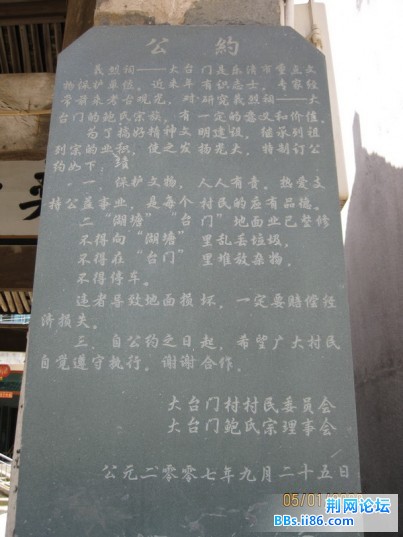 公約
義烈祠——大台门是乐清市重点文
物保护单位，近来年有识志士，专家经
常前来考古观光，对研究義烈祠——大
台门的鲍氏宗族，有一定的意义和价值，
为了搞好精神文明建设，继承列祖
列宗的业积，使之发扬光大，特制订公
约如下：
一、保护文物，人人有责，热爱支
持公益事业，是每个村民的应有品德。
二“湖塘”“台门”地面业已整修
不得向“湖塘”里乱丢垃圾，
不得在“台门”里堆放杂物，
不得停车。
违者导致地面损坏，一定要赔偿经
济损失。
三、自公约之日起，希望广大村民
自觉遵守执行，谢谢合作。
大台门村村民委员会
大台门鲍氏宗理事会
公元二零零七年九月二十五日
05/01
荆网论坛
BBs.ii86.com